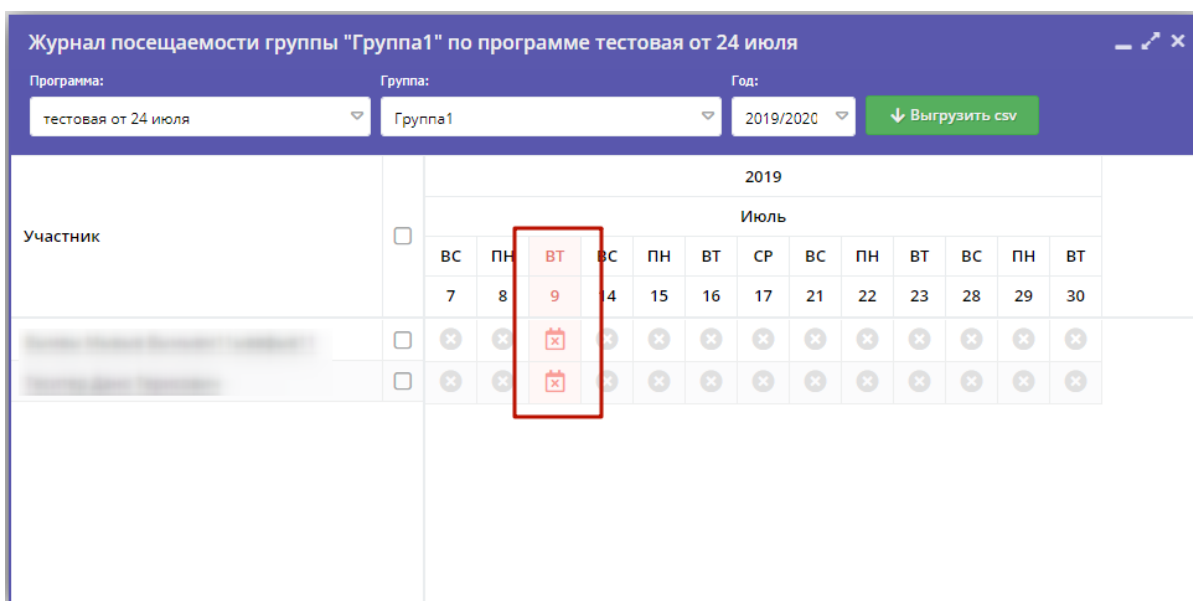 Журнал посещаемости группы "Группа1" по программе тестовая от 24 июля
Программа: Группа: Год:
тестовая от 24 июля Группа1 2019/2020 Выгрузить csv
2019
Июль
Участник
ВС ПН ВТ ВС ПН ВТ СР ВС ПН ВТ ВС ПН ВТ
7 8 9 14 15 16 17 21 22 23 28 29 30